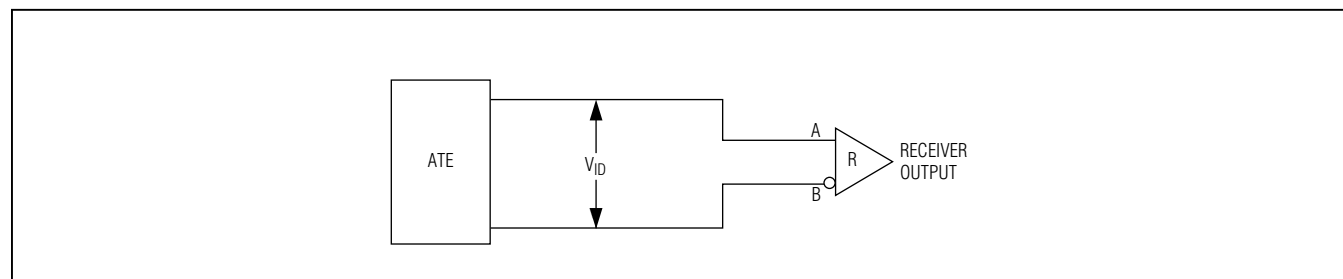 ATE
V_ID
A
R
B
RECEIVER
OUTPUT